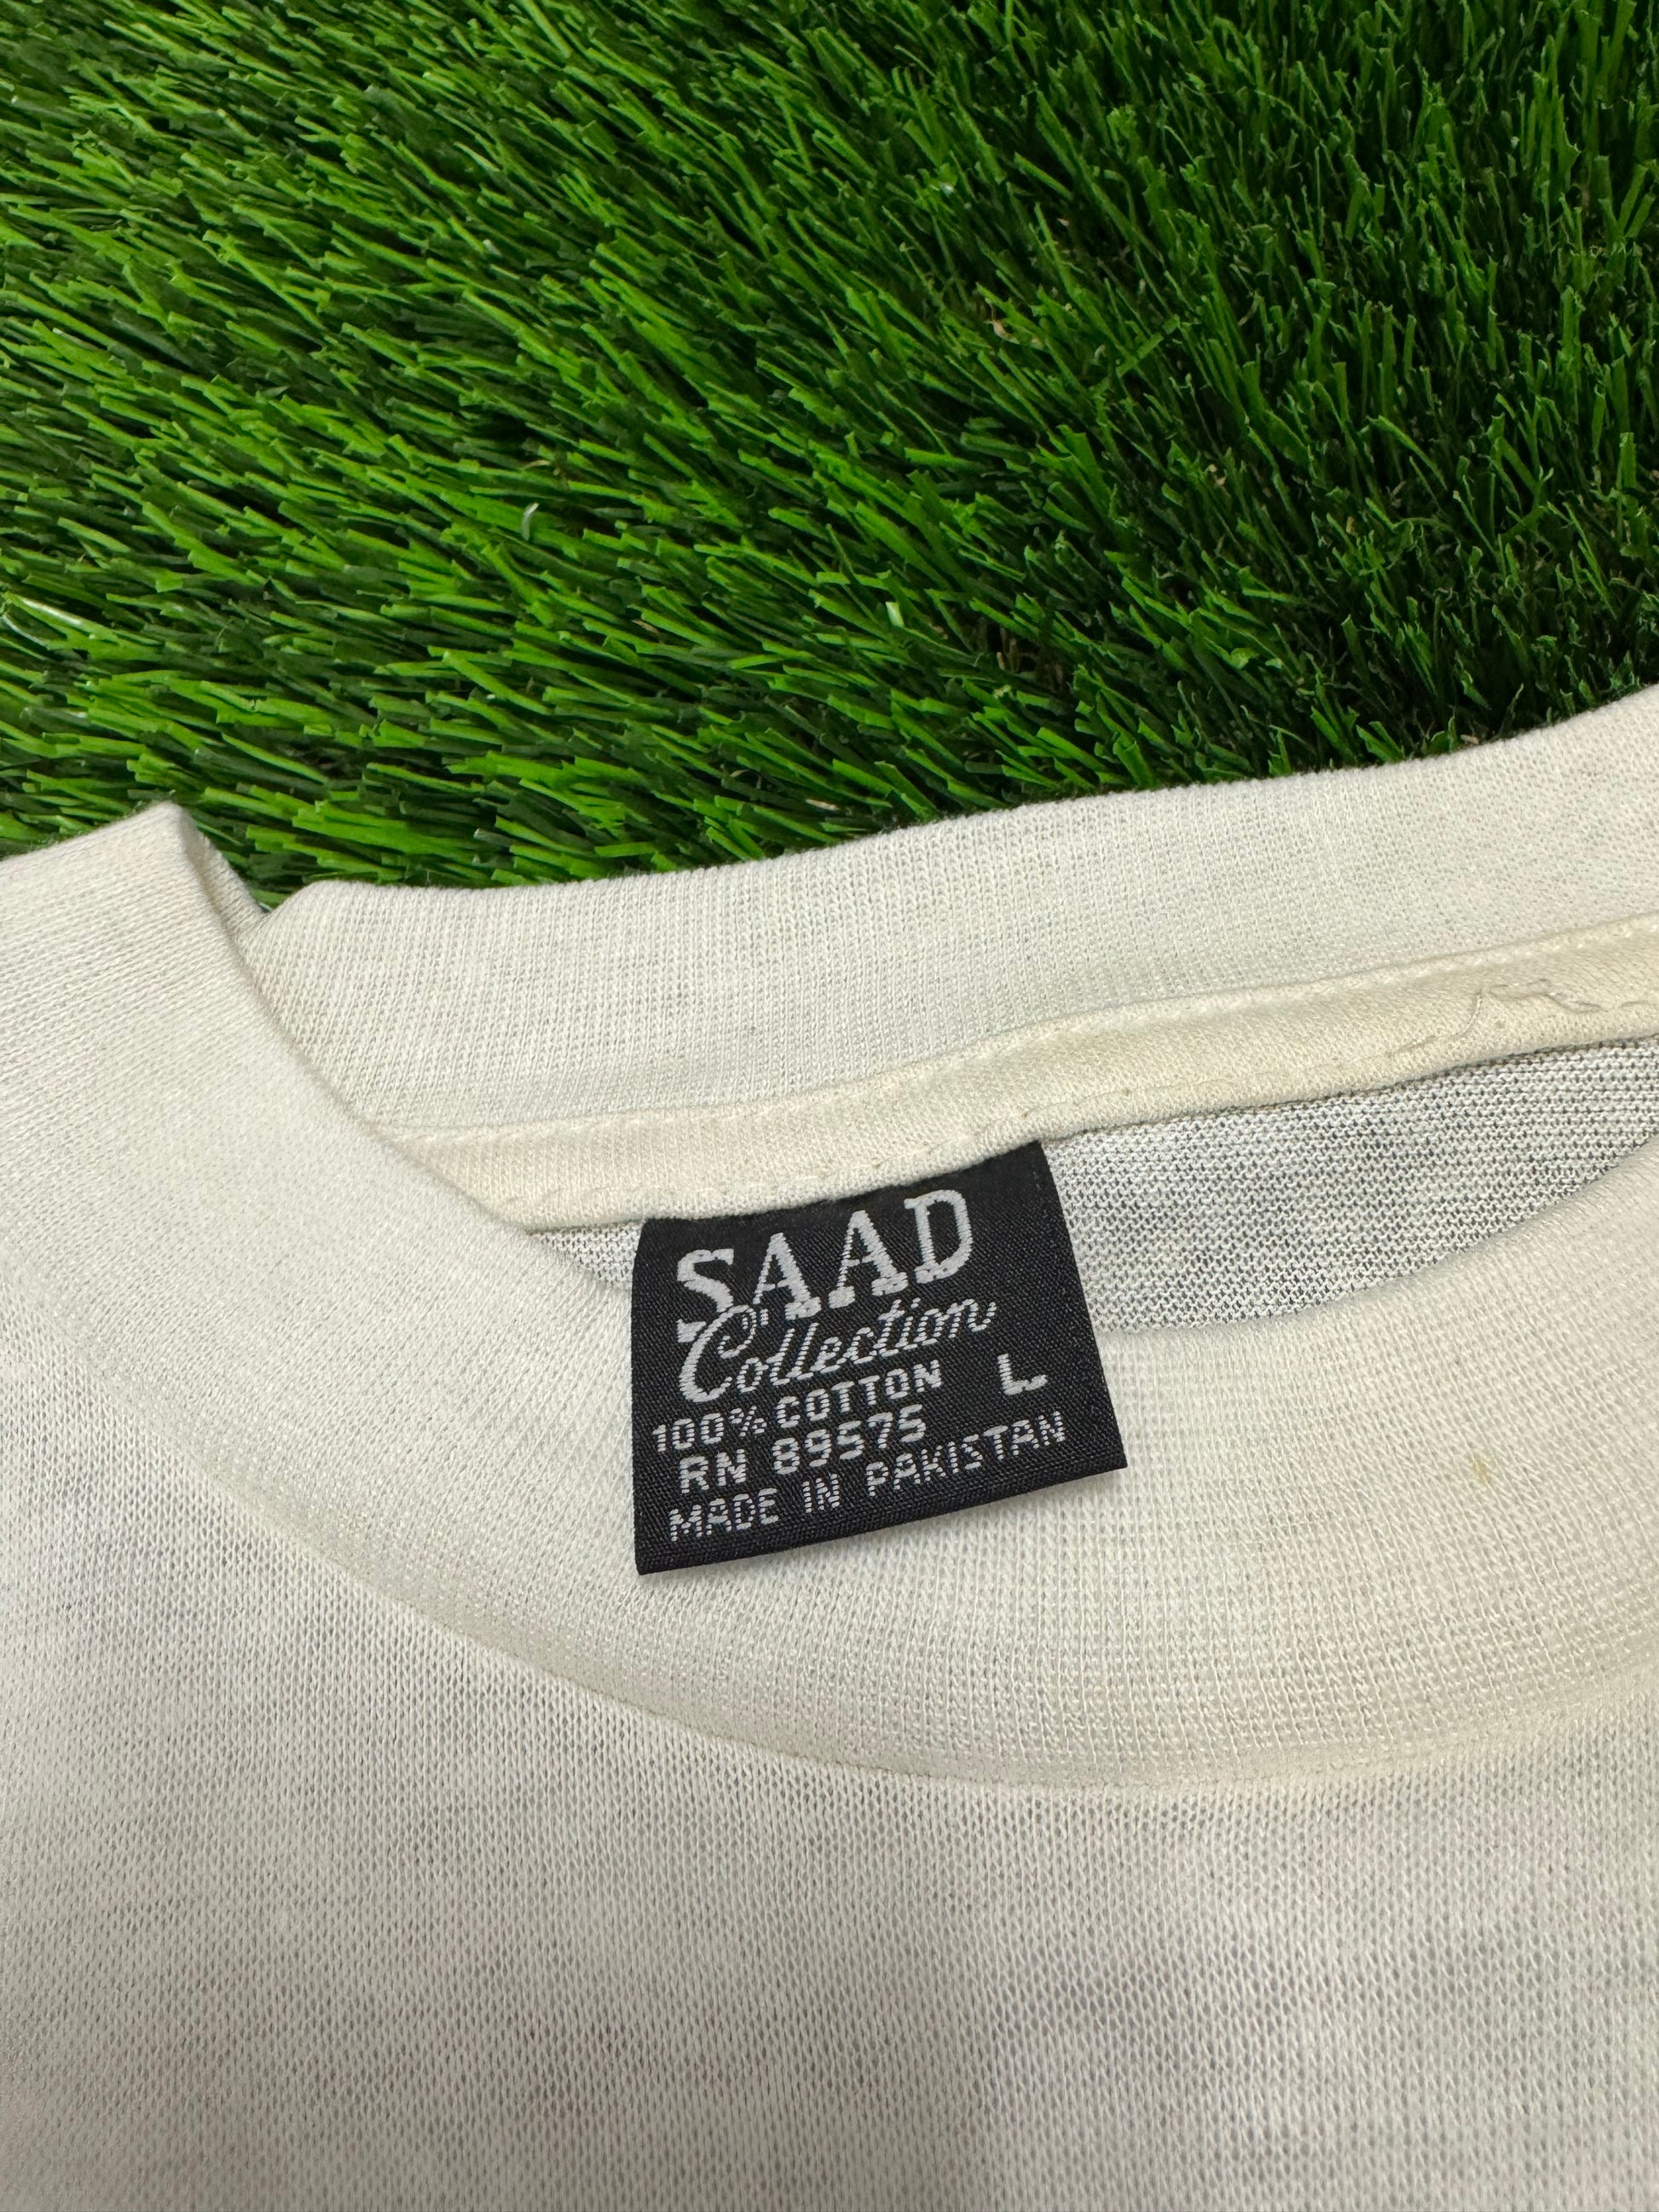 SAAD
Collection
100% COTTON L
RN 89575
MADE IN PAKISTAN